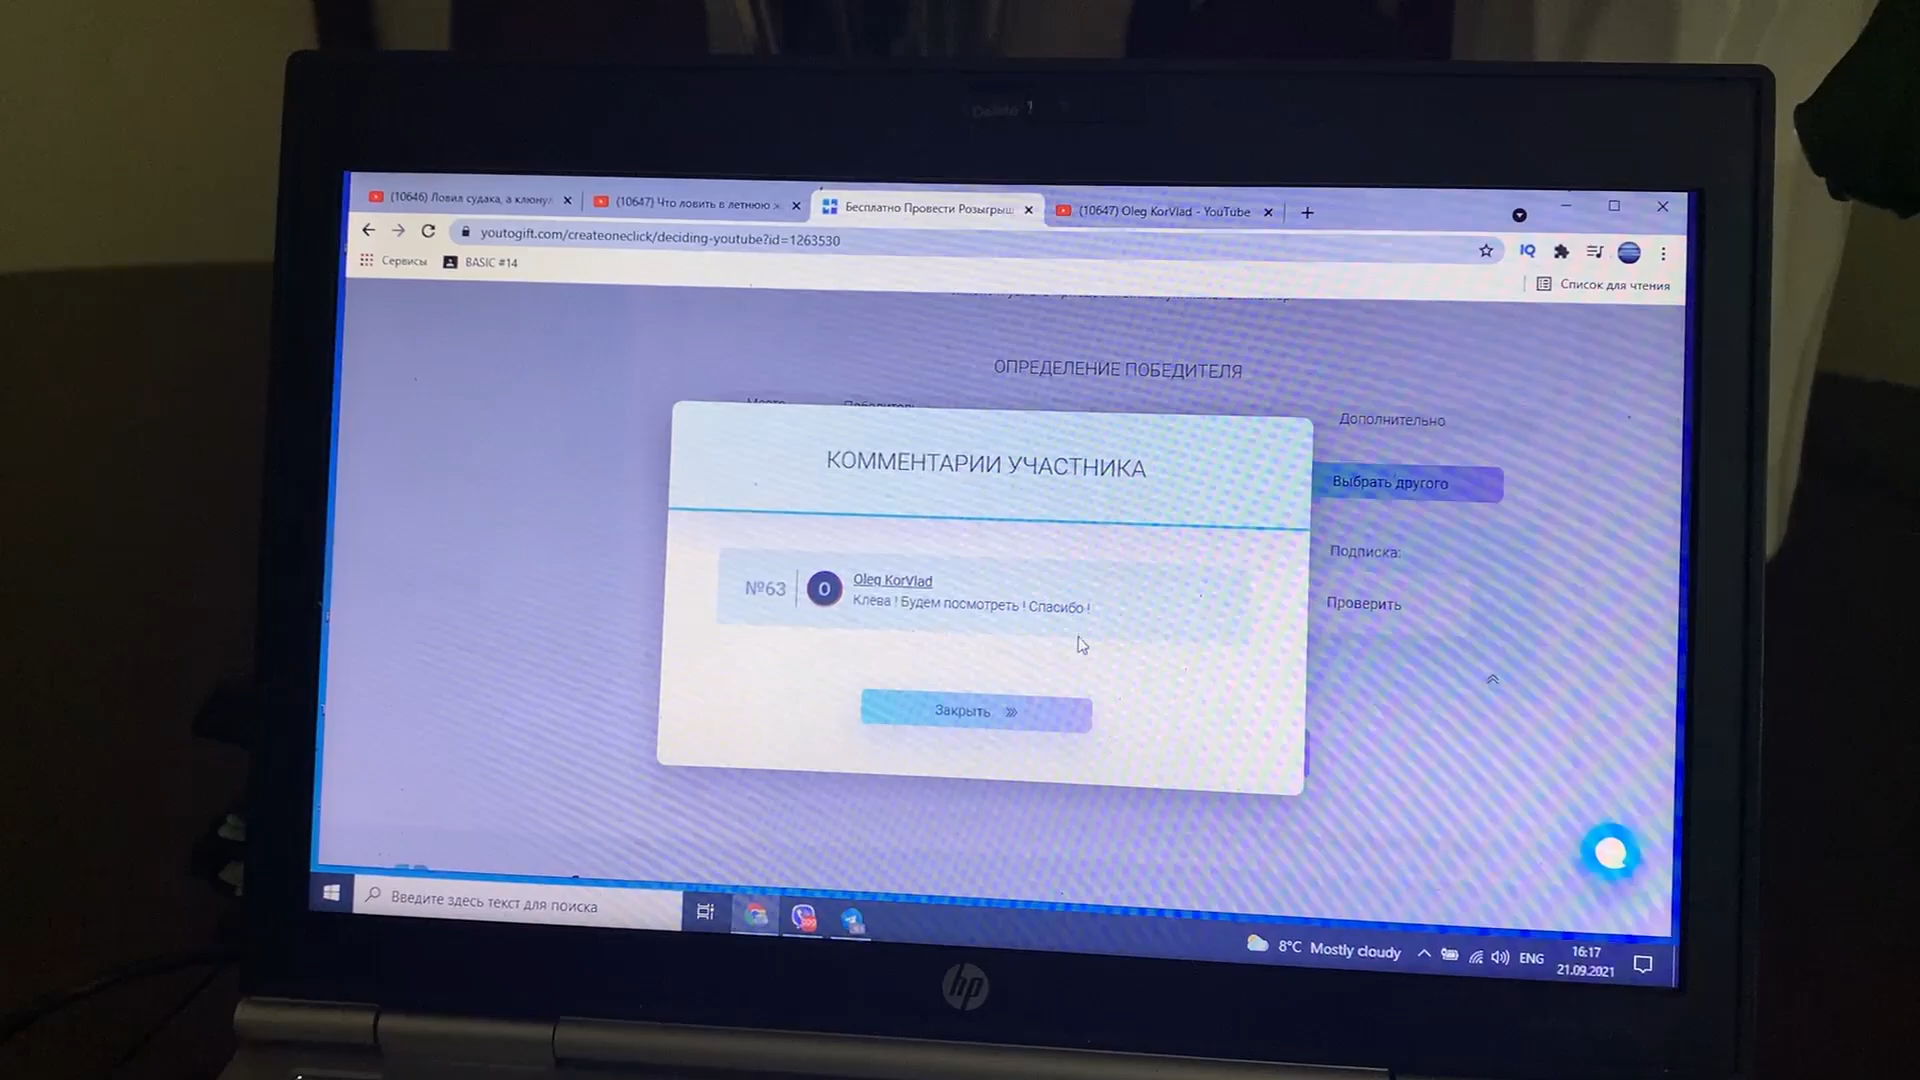 (10646) Ловил судака, а клюнул
(10647) Что ловить в летнюю ж
Бесплатно Провести Розыгрыш
(10647) Oleg KorVlad - YouTube
youtogift.com/createoneclick/deciding-youtube?id=1263530
IQ
Сервисы
BASIC #14
Список для чтения
ОПРЕДЕЛЕНИЕ ПОБЕДИТЕЛЯ
Место
Победитель
Дополнительно
КОММЕНТАРИИ УЧАСТНИКА
Выбрать другого
Подписка:
№63
O
Oleg KorVlad
Клёва ! Будем посмотреть ! Спасибо !
Проверить
Закрыть
Введите здесь текст для поиска
8°C Mostly cloudy
ENG
16:17
21.09.2021
hp